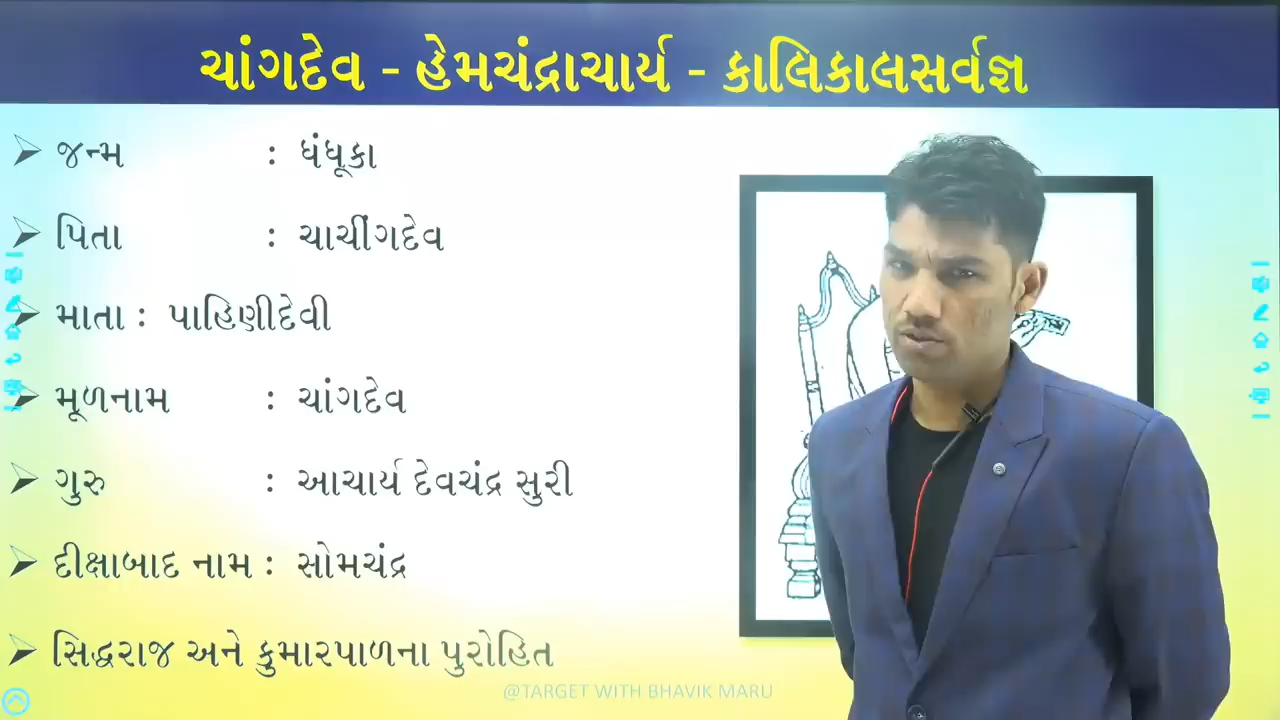 ચાંગદેવ - હેમચંદ્રાચાર્ય - કાલિકાલસર્વજ્ઞ
જન્મ : ધંધૂકા
પિતા : ચાચીંગદેવ
માતા : પાહિણીદેવી
મૂળનામ : ચાંગદેવ
ગુરુ : આચાર્ય દેવચંદ્ર સુરી
દીક્ષાબાદ નામ : સોમચંદ્ર
સિદ્ધરાજ અને કુમારપાળના પુરોહિત
@TARGET WITH BHAVIK MARU